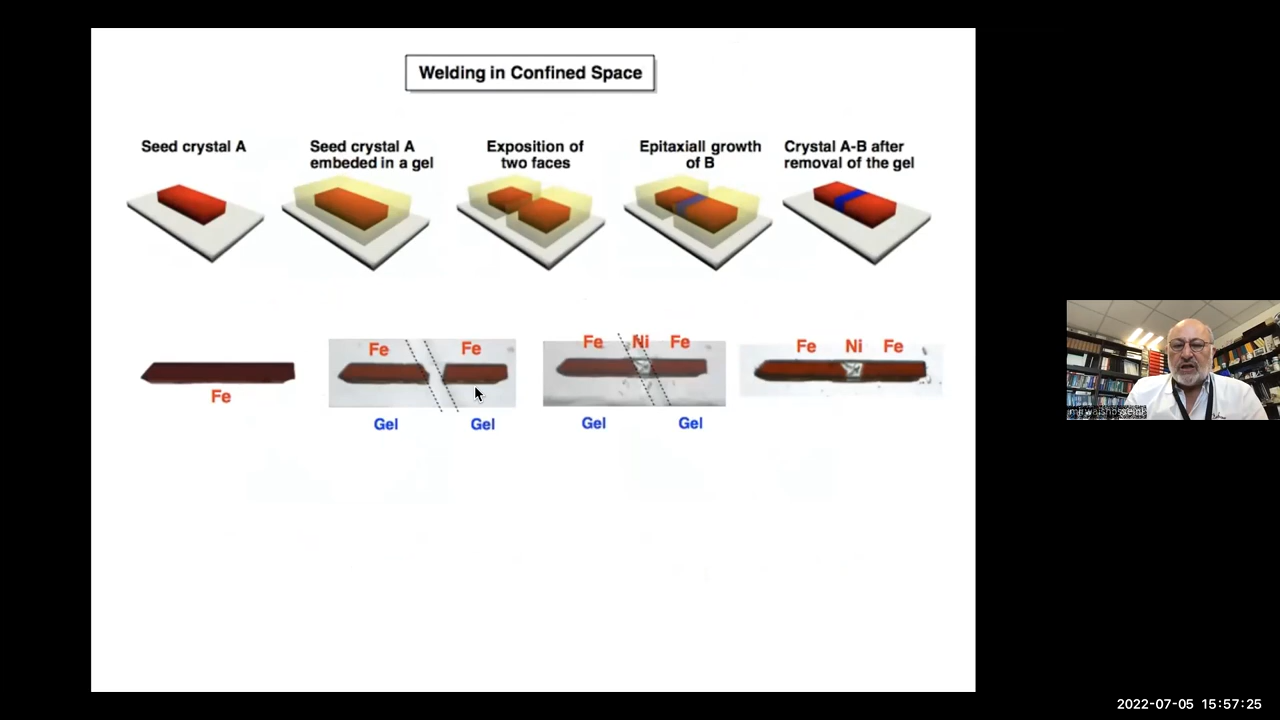 Welding in Confined Space
Seed crystal A
Seed crystal A
embeded in a gel
Exposition of
two faces
Epitaxiall growth
of B
Crystal A-B after
removal of the gel
Fe
Fe
Fe
Ni
Fe
Fe
Ni
Fe
Fe
Gel
Gel
Gel
Gel
2022-07-05 15:57:25